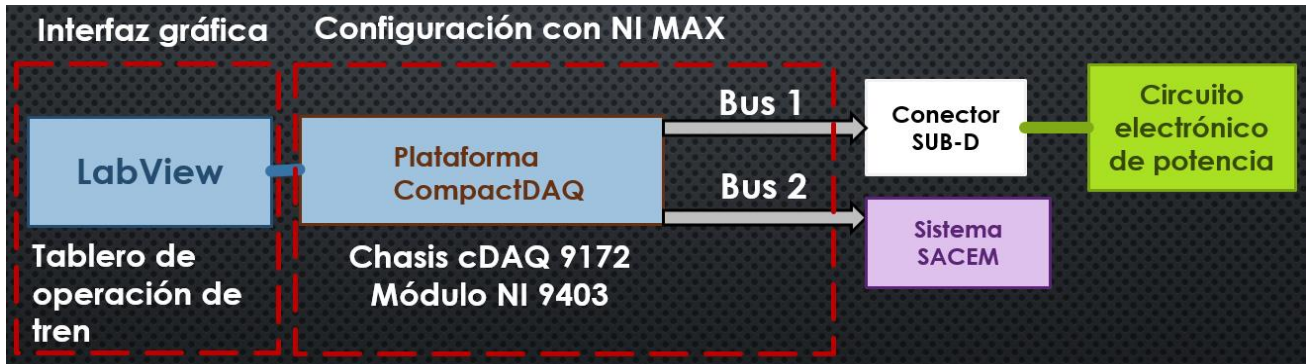 Interfaz gráfica
Configuración con NI MAX
LabView
Tablero de
operación de
tren
Plataforma
CompactDAQ
Chasis cDAQ 9172
Módulo NI 9403
Bus 1
Bus 2
Conector
SUB-D
Sistema
SACEM
Circuito
electrónico
de potencia